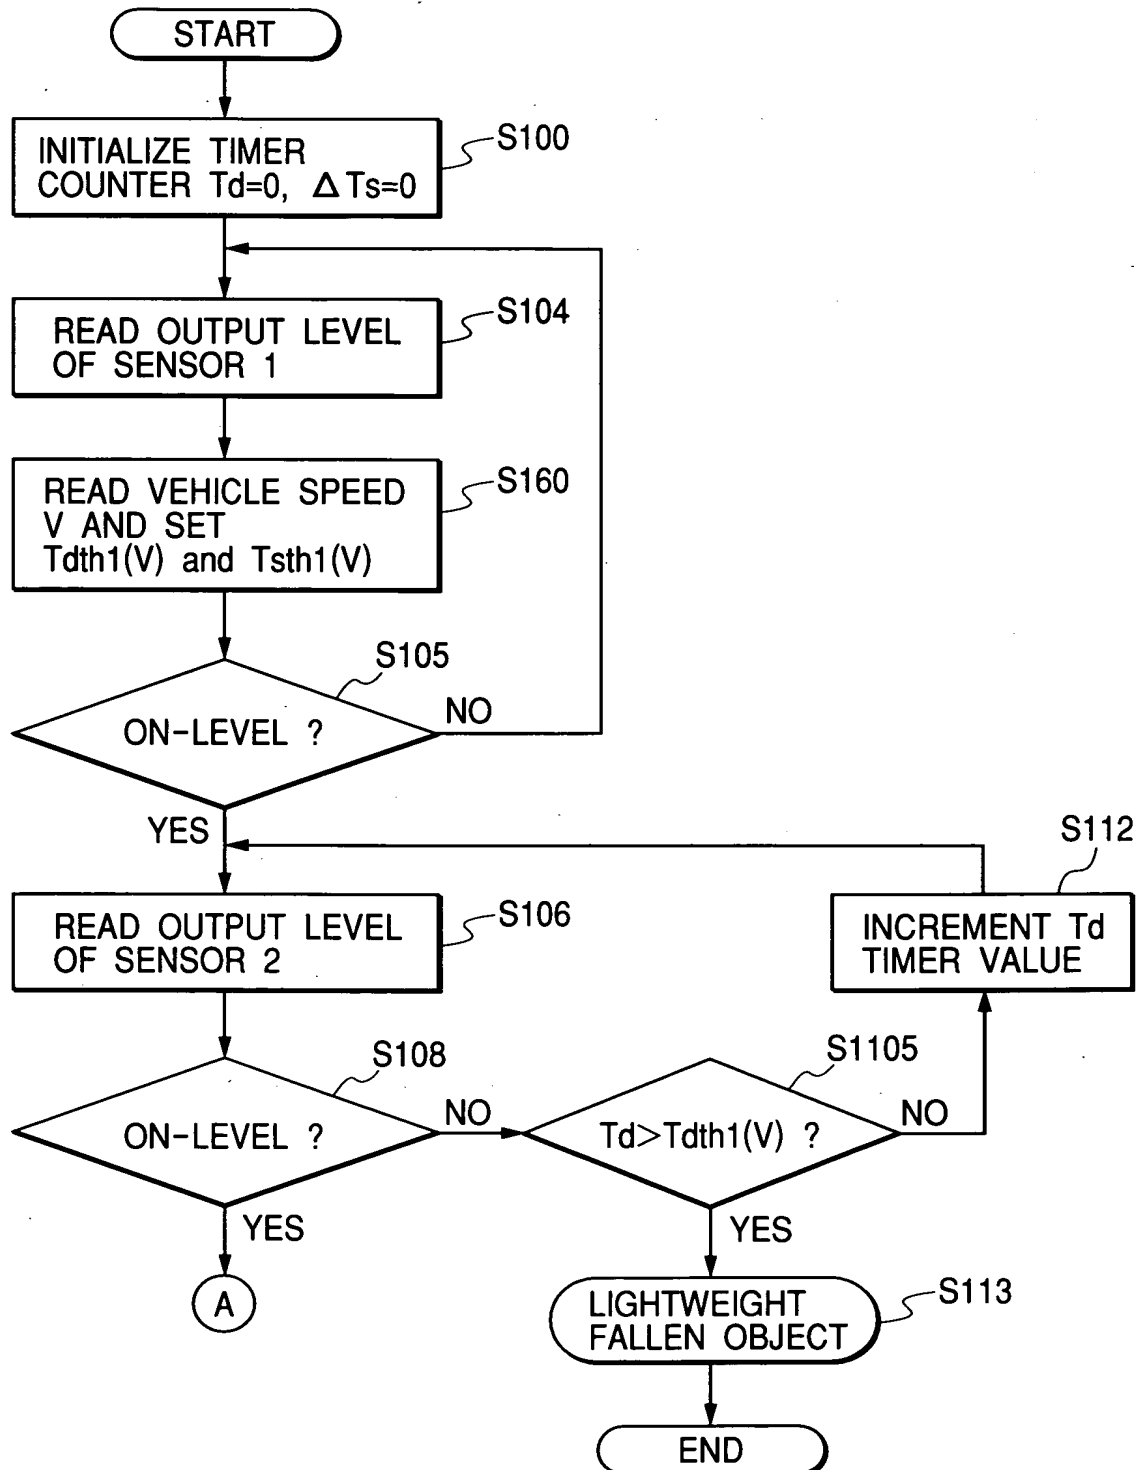 START
S100
INITIALIZE TIMER
COUNTER Td=0, ΔTs=0
S104
READ OUTPUT LEVEL
OF SENSOR 1
S160
READ VEHICLE SPEED
V AND SET
Tdth1(V) and Tsth1(V)
S105
ON-LEVEL ?
NO
YES
S112
INCREMENT Td
TIMER VALUE
S106
READ OUTPUT LEVEL
OF SENSOR 2
S108
ON-LEVEL ?
NO
S1105
Td>Tdth1(V) ?
NO
YES
A
YES
S113
LIGHTWEIGHT
FALLEN OBJECT
END